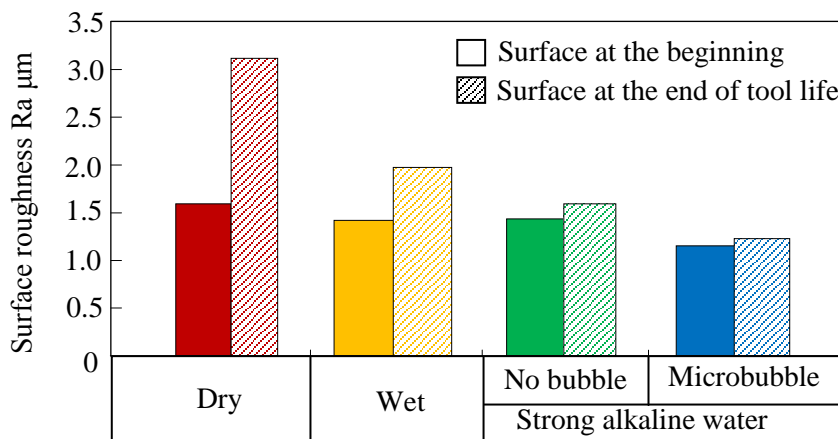 Surface roughness Ra μm
3.5
3.0
2.5
2.0
1.5
1.0
0.5
0
Surface at the beginning
Surface at the end of tool life
Dry
Wet
No bubble
Microbubble
Strong alkaline water